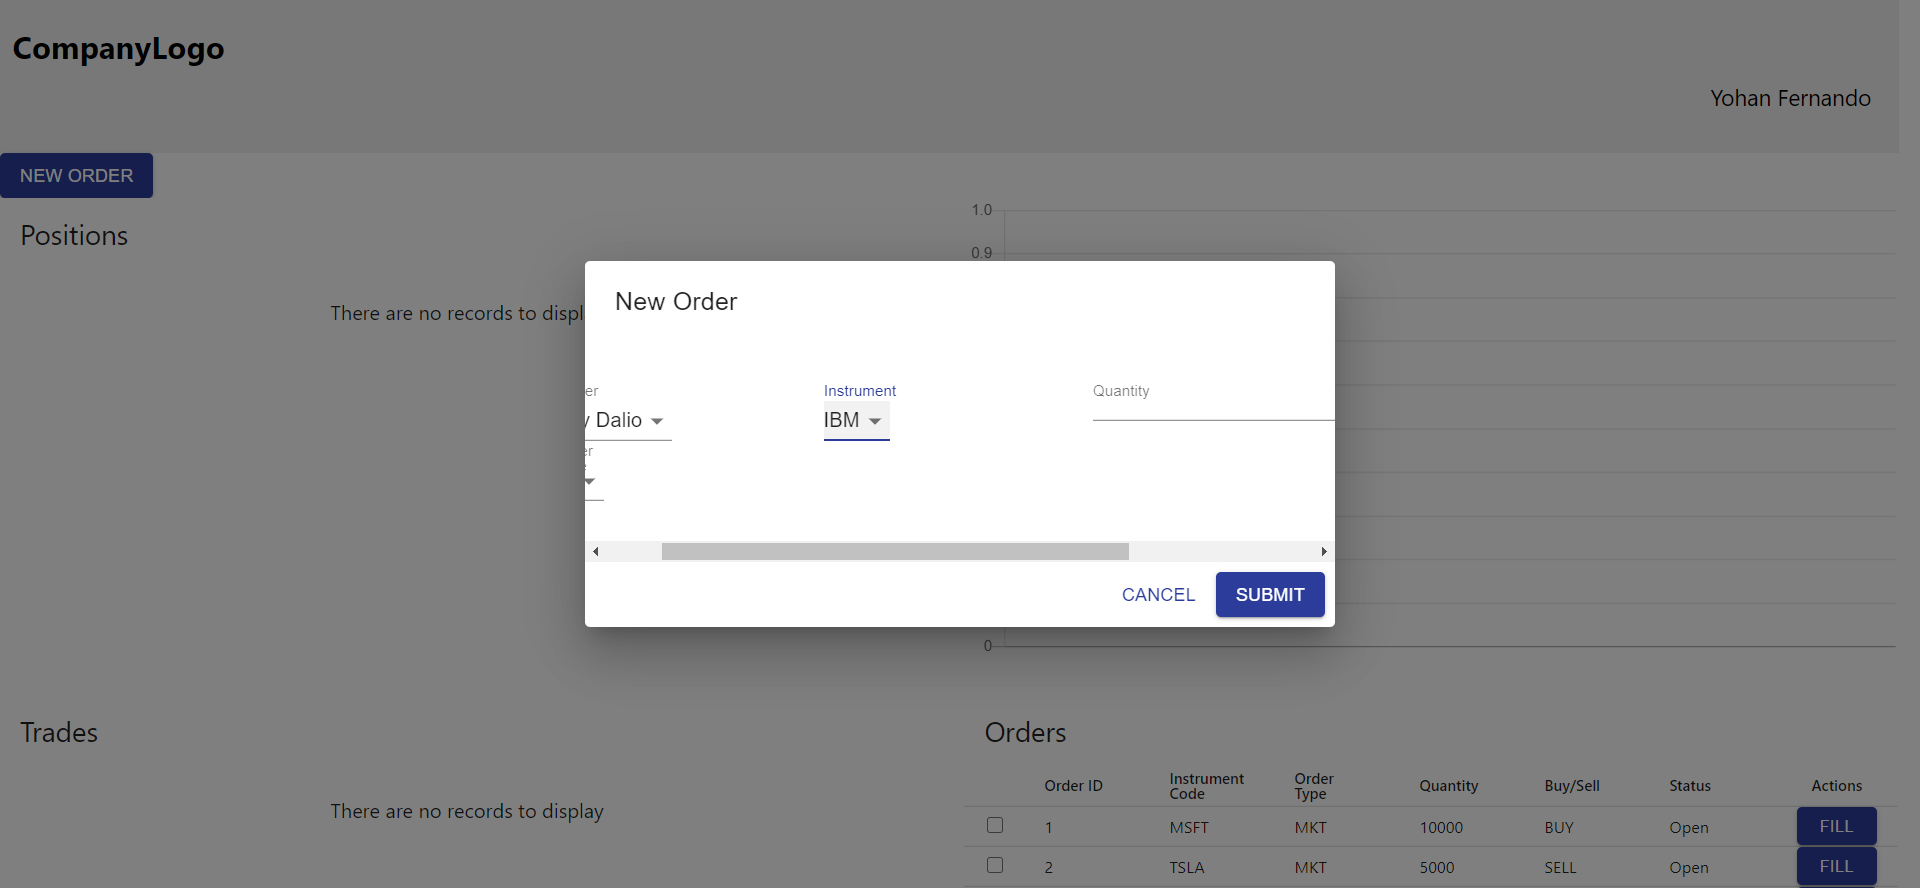 CompanyLogo
Yohan Fernando
NEW ORDER
Positions
1.0
0.9
There are no records to displ
New Order
er
Instrument
Quantity
y Dalio
IBM
er
CANCEL
SUBMIT
0
Trades
Orders
Order ID
Instrument Code
Order Type
Quantity
Buy/Sell
Status
Actions
There are no records to display
1 MSFT MKT 10000 BUY Open FILL
2 TSLA MKT 5000 SELL Open FILL